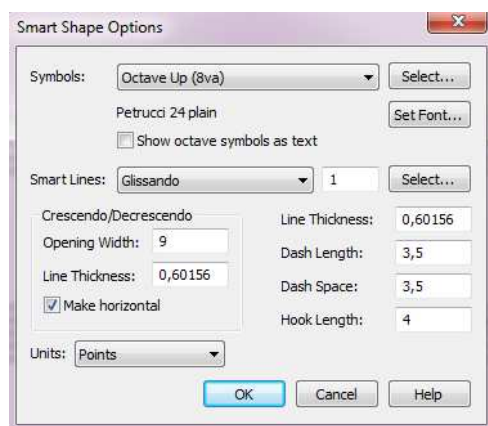 Smart Shape Options
Symbols: Octave Up (8va) Select...
Petrucci 24 plain Set Font...
Show octave symbols as text
Smart Lines: Glissando 1 Select...
Crescendo/Decrescendo
Opening Width: 9
Line Thickness: 0,60156
Make horizontal
Line Thickness: 0,60156
Dash Length: 3,5
Dash Space: 3,5
Hook Length: 4
Units: Points
OK Cancel Help